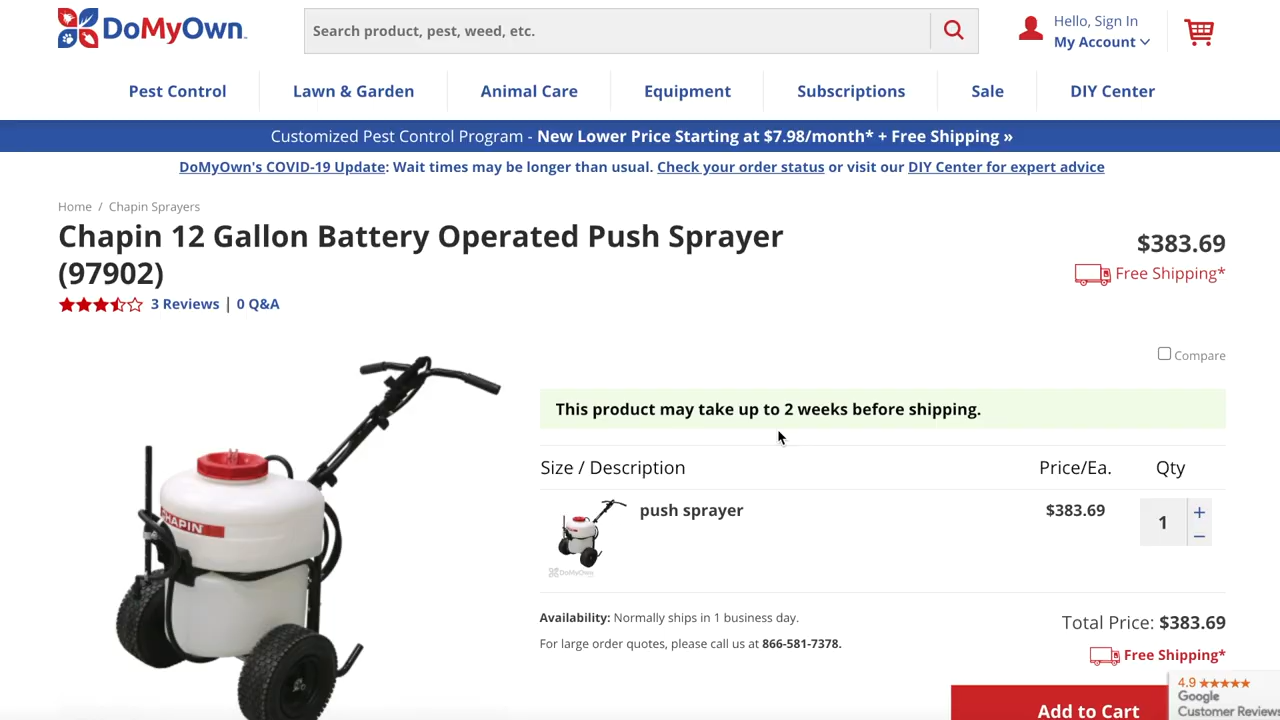 DoMyOwn.
Search product, pest, weed, etc.
Hello, Sign In
My Account
Pest Control
Lawn & Garden
Animal Care
Equipment
Subscriptions
Sale
DIY Center
Customized Pest Control Program - New Lower Price Starting at $7.98/month* + Free Shipping »
DoMyOwn's COVID-19 Update: Wait times may be longer than usual. Check your order status or visit our DIY Center for expert advice
Home / Chapin Sprayers
Chapin 12 Gallon Battery Operated Push Sprayer
(97902)
$383.69
Free Shipping*
3 Reviews | 0 Q&A
Compare
This product may take up to 2 weeks before shipping.
Size / Description
Price/Ea.
Qty
push sprayer
$383.69
1
+
−
CHAPIN
DoMyOwn
Availability: Normally ships in 1 business day.
For large order quotes, please call us at 866-581-7378.
Total Price: $383.69
Free Shipping*
Add to Cart
4.9 ★★★★★
Google
Customer Reviews